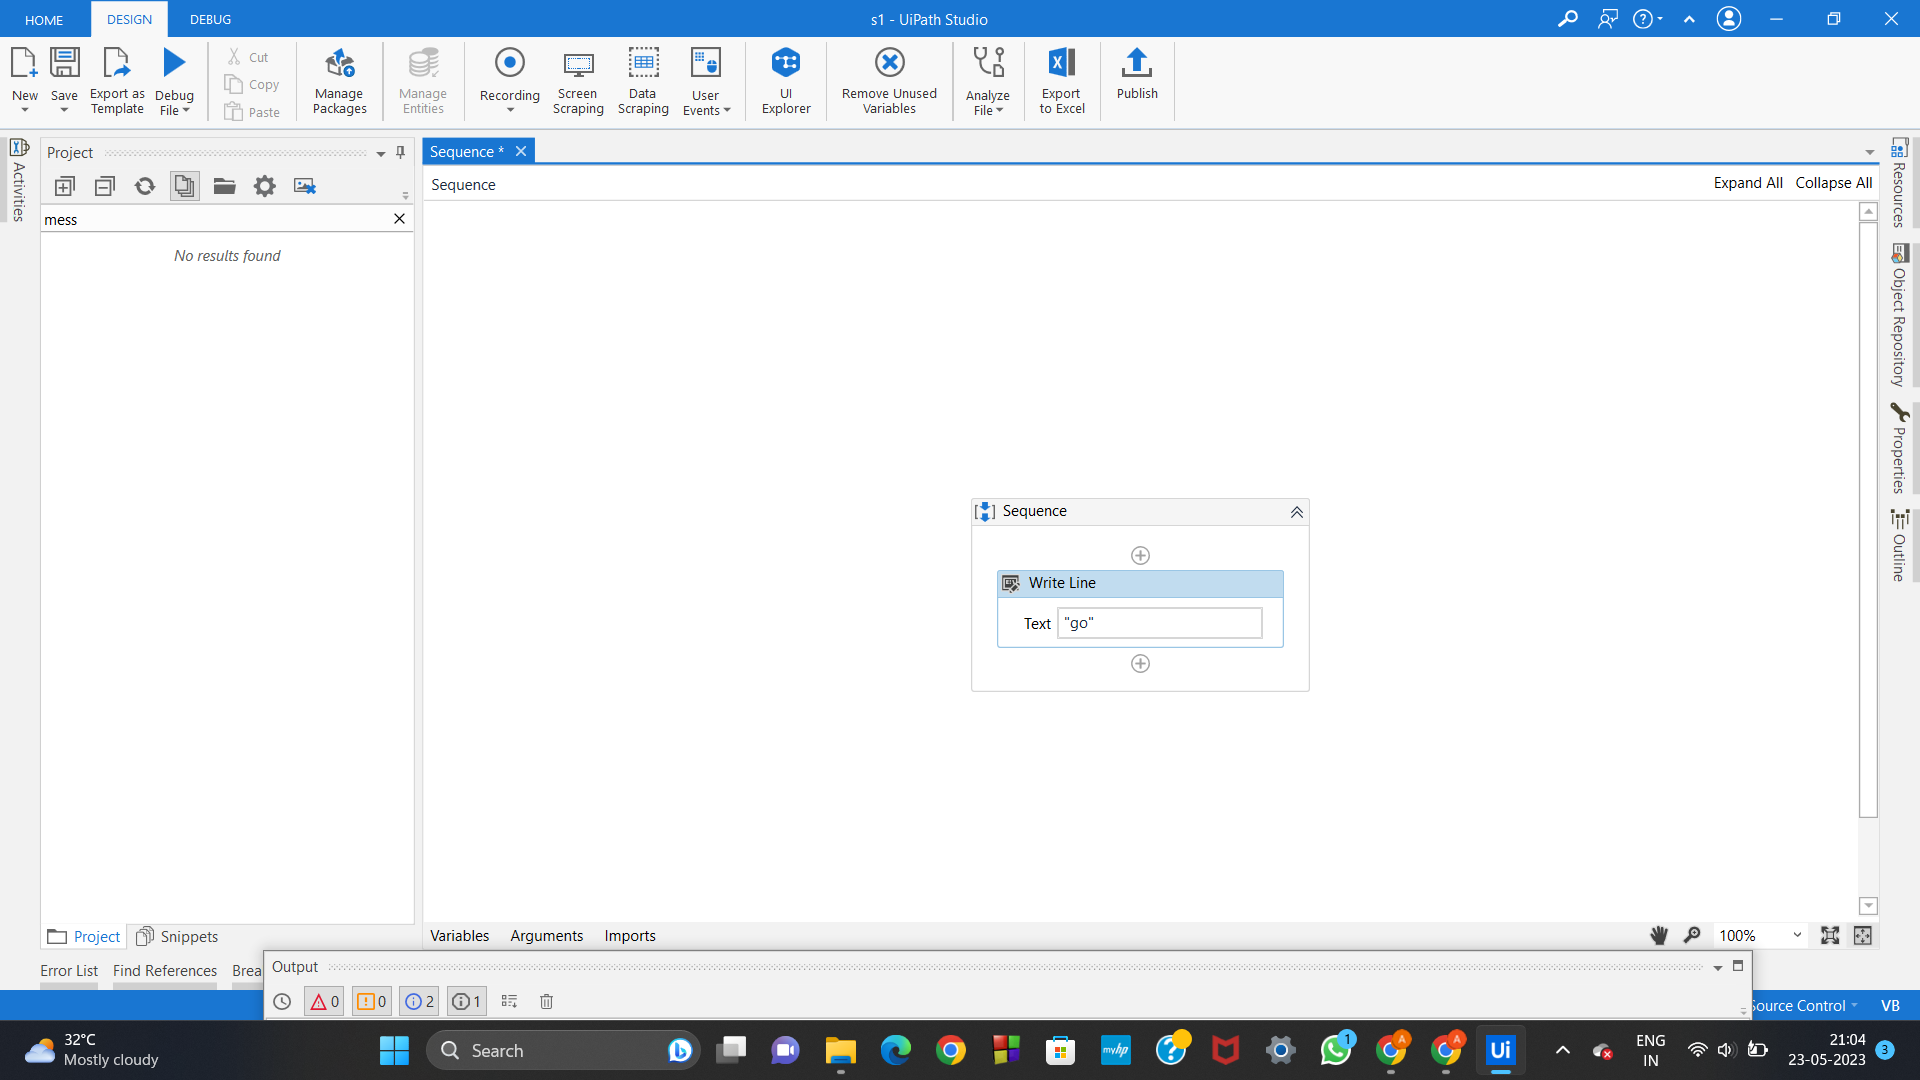 HOME DESIGN DEBUG s1 - UiPath Studio
New Save Export as Template Debug File Cut Copy Paste Manage Packages Manage Entities Recording Screen Scraping Data Scraping User Events UI Explorer Remove Unused Variables Analyze File Export to Excel Publish
Activities
Project
mess
No results found
Sequence *
Sequence Expand All Collapse All
Sequence
Write Line
Text "go"
Resources
Object Repository
Properties
Outline
Project Snippets
Variables Arguments Imports 100%
Error List Find References Brea
Output
0 0 2 1
Source Control VB
32°C
Mostly cloudy
Search
myhp
1
A
A
Ui
ENG
IN
21:04
23-05-2023
3